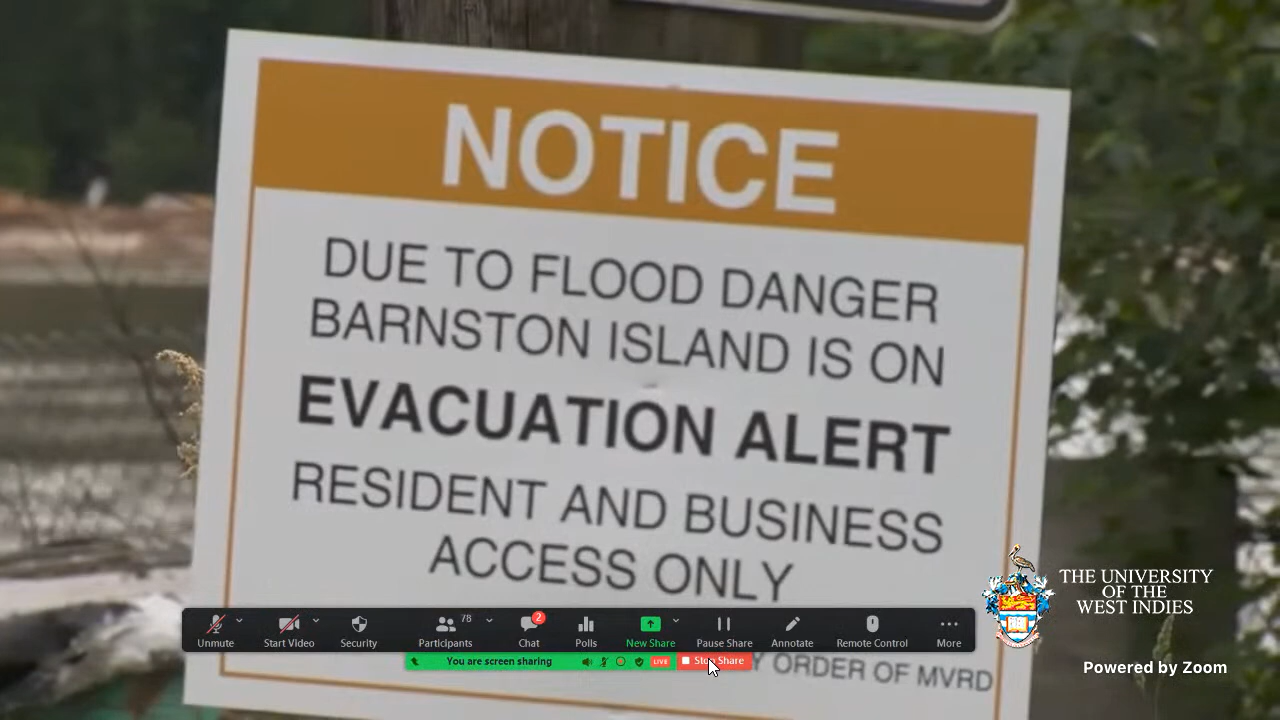 NOTICE
DUE TO FLOOD DANGER
BARNSTON ISLAND IS ON
EVACUATION ALERT
RESIDENT AND BUSINESS
ACCESS ONLY
THE UNIVERSITY
OF THE
WEST INDIES
78
2
Unmute
Start Video
Security
Participants
Chat
Polls
New Share
Pause Share
Annotate
Remote Control
More
You are screen sharing
LIVE
Stop Share
ORDER OF MVRD
Powered by Zoom